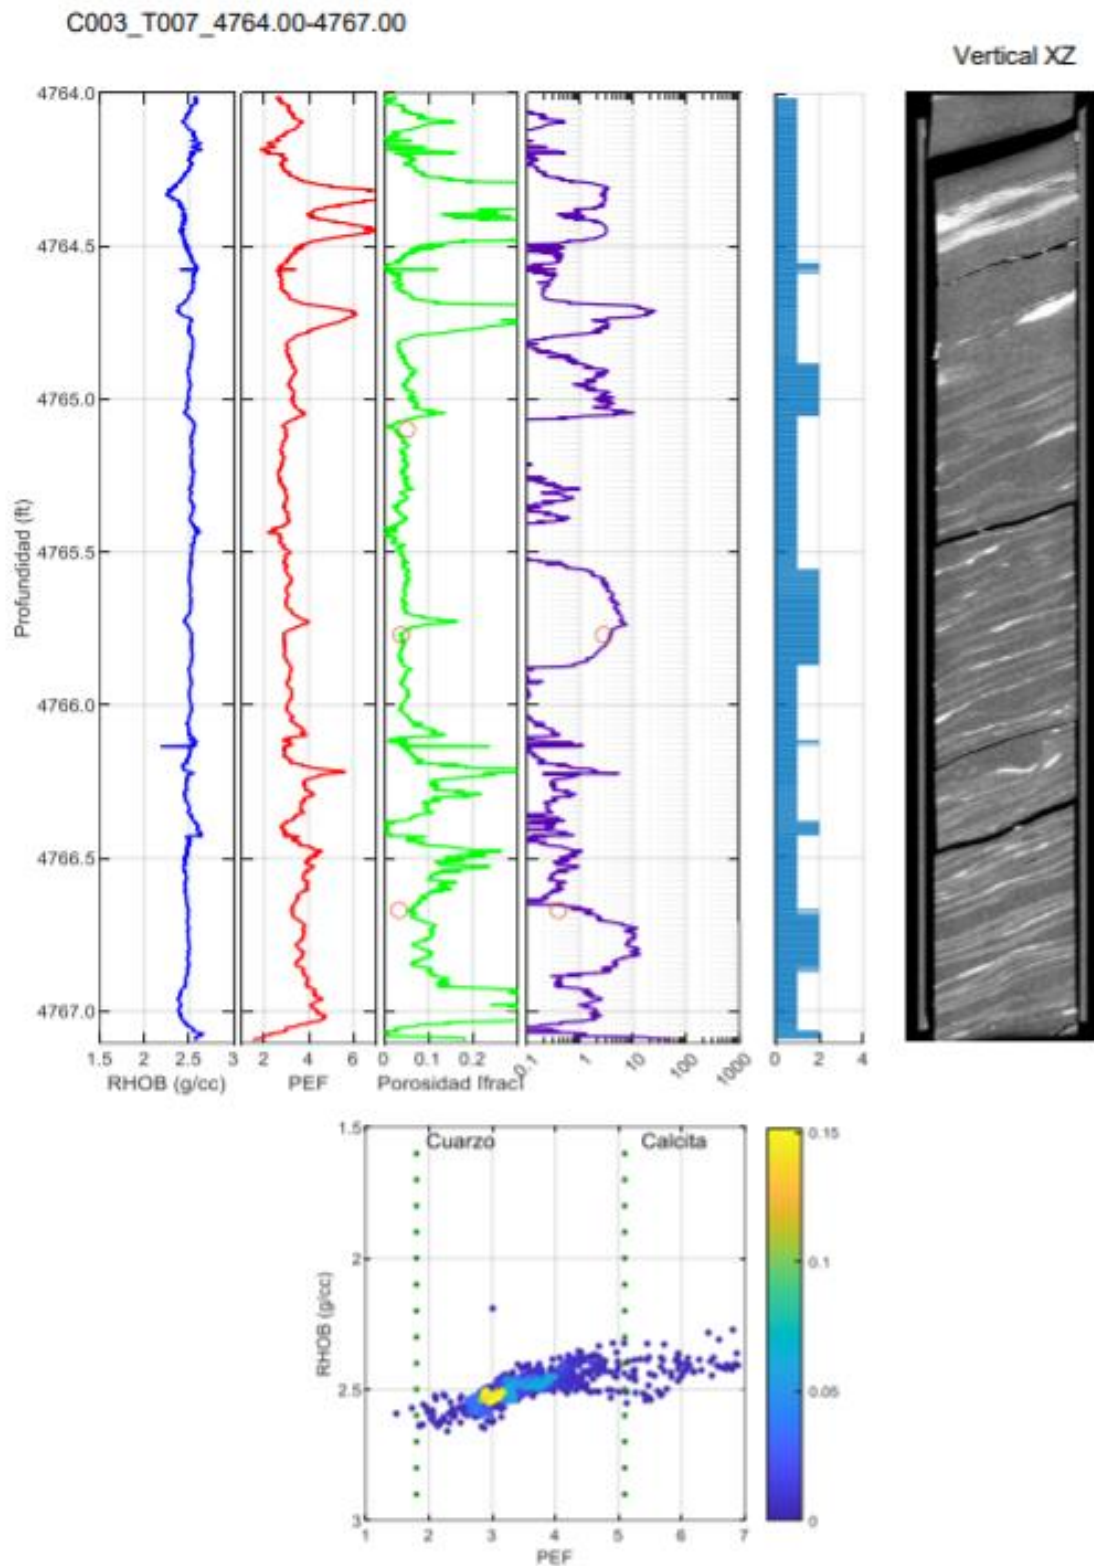 C003_T007_4764.00-4767.00
Vertical XZ
4764.0
4764.5
4765.0
4765.5
4766.0
4766.5
4767.0
Profundidad (ft)
1.5 2 2.5 3 2 4 6 0 0.1 0.2 0.1 1 10 100 1000 0 2 4
RHOB (g/cc) PEF Porosidad [frac]
Cuarzo Calcita
1.5
2
2.5
3
RHOB (g/cc)
1 2 3 4 5 6 7
PEF
0.15
0.1
0.05
0